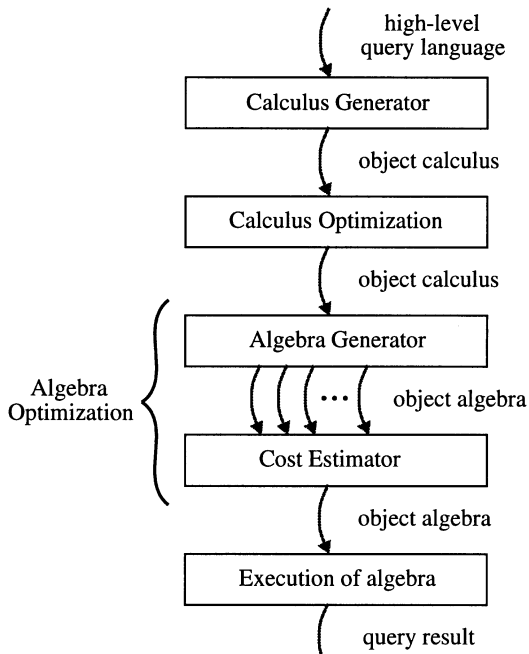 high-level
query language
Calculus Generator
object calculus
Calculus Optimization
object calculus
Algebra Generator
Algebra
Optimization
object algebra
Cost Estimator
object algebra
Execution of algebra
query result